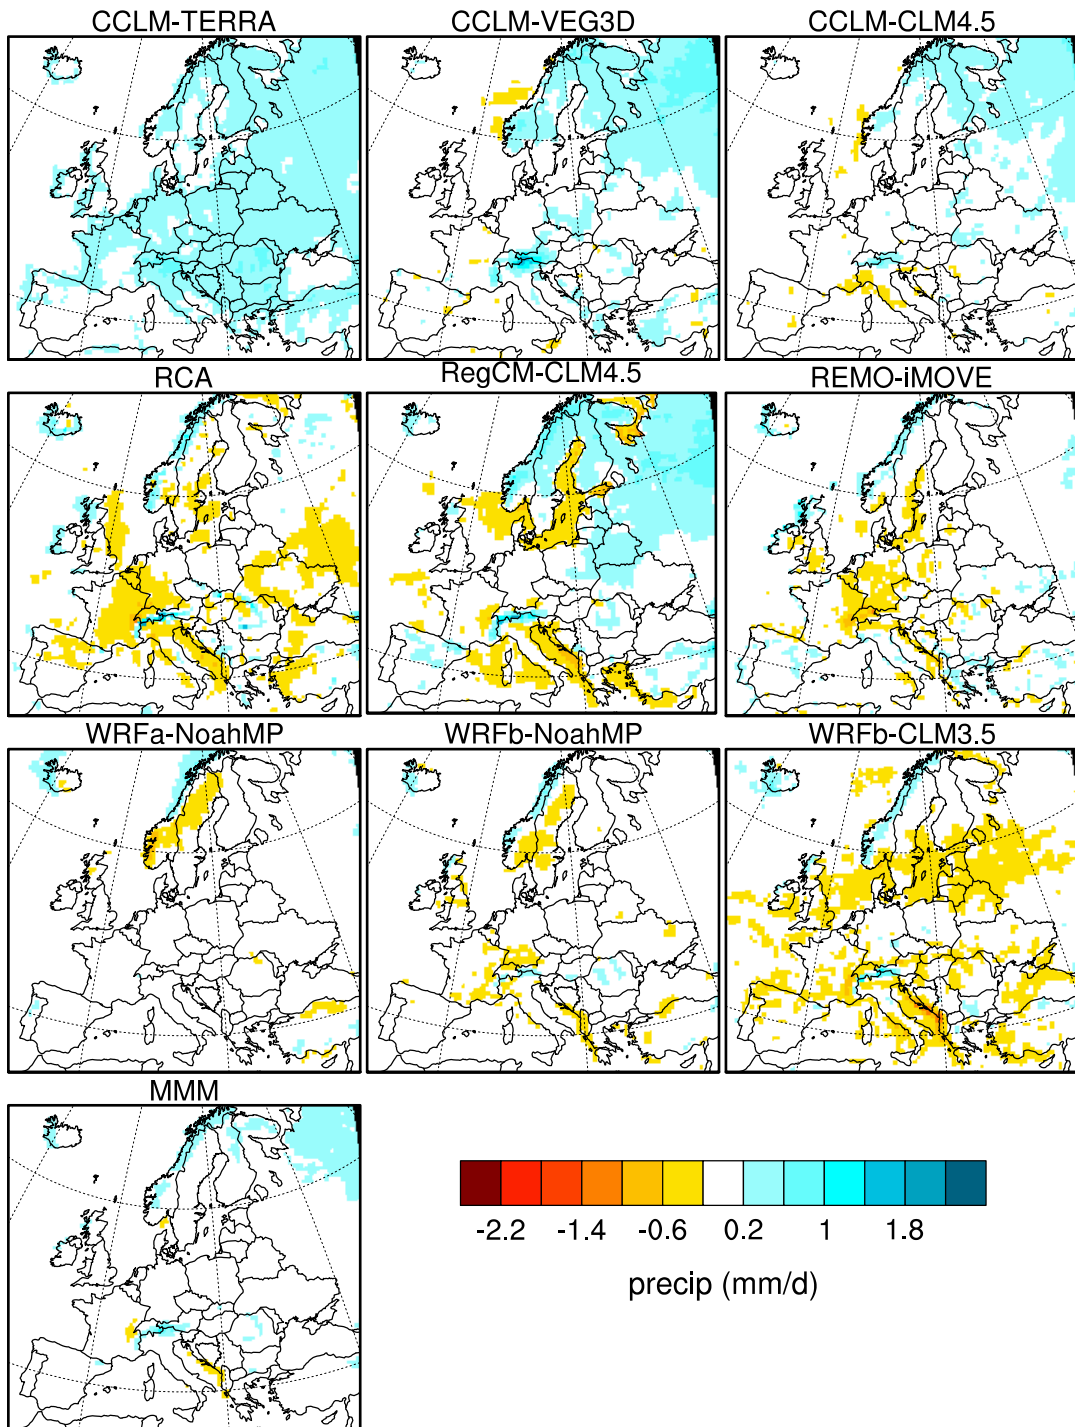 CCLM-TERRA CCLM-VEG3D CCLM-CLM4.5
RCA RegCM-CLM4.5 REMO-iMOVE
WRFa-NoahMP WRFb-NoahMP WRFb-CLM3.5
MMM
-2.2 -1.4 -0.6 0.2 1 1.8
precip (mm/d)